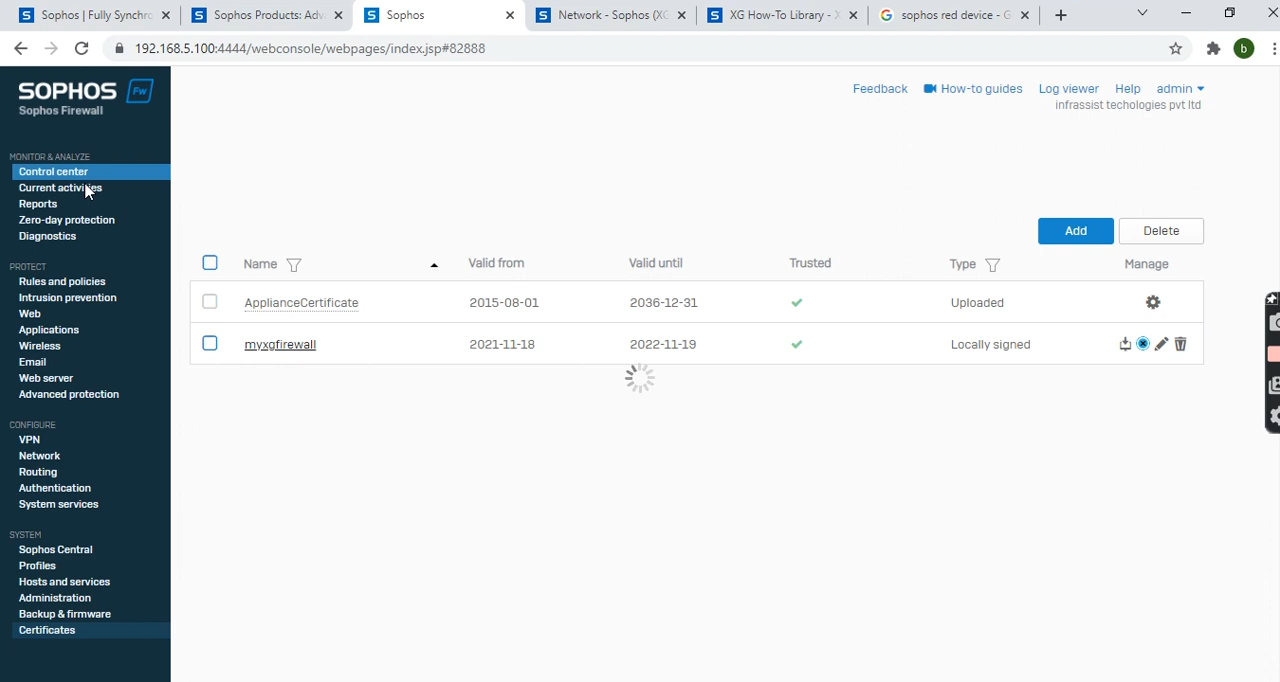 Sophos | Fully Synchro
Sophos Products: Adv
Sophos
Network - Sophos (XG
XG How-To Library - X
sophos red device - G
192.168.5.100:4444/webconsole/webpages/index.jsp#82888
b
SOPHOS Fw
Sophos Firewall
Feedback How-to guides Log viewer Help admin
infrassist techologies pvt ltd
MONITOR & ANALYZE
Control center
Current activities
Reports
Zero-day protection
Diagnostics
PROTECT
Rules and policies
Intrusion prevention
Web
Applications
Wireless
Email
Web server
Advanced protection
CONFIGURE
VPN
Network
Routing
Authentication
System services
SYSTEM
Sophos Central
Profiles
Hosts and services
Administration
Backup & firmware
Certificates
Add Delete
Name Valid from Valid until Trusted Type Manage
ApplianceCertificate 2015-08-01 2036-12-31 Uploaded
myxgfirewall 2021-11-18 2022-11-19 Locally signed